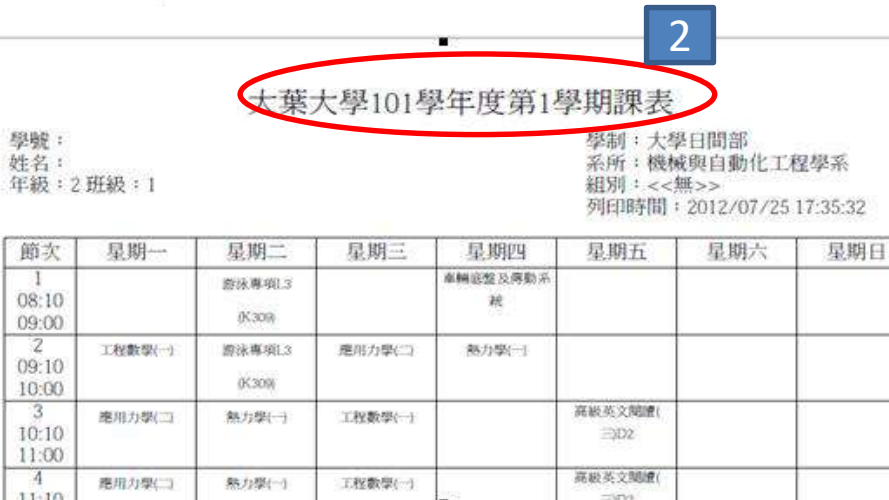 2
大葉大學101學年度第1學期課表
學號：
姓名：
年級：2 班級：1
學制：大學日間部
系所：機械與自動化工程學系
組別：<<無>>
列印時間：2012/07/25 17:35:32
節次 星期一 星期二 星期三 星期四 星期五 星期六 星期日
1
08:10
09:00
游泳專項L3
(K309)
車輛底盤及傳動系
統
2
09:10
10:00
工程數學(一)
游泳專項L3
(K309)
應用力學(二)
熱力學(一)
3
10:10
11:00
應用力學(二)
熱力學(一)
工程數學(一)
高級英文閱讀(
三)D2
4
11:10
應用力學(二)
熱力學(一)
工程數學(一)
高級英文閱讀(
三)D2